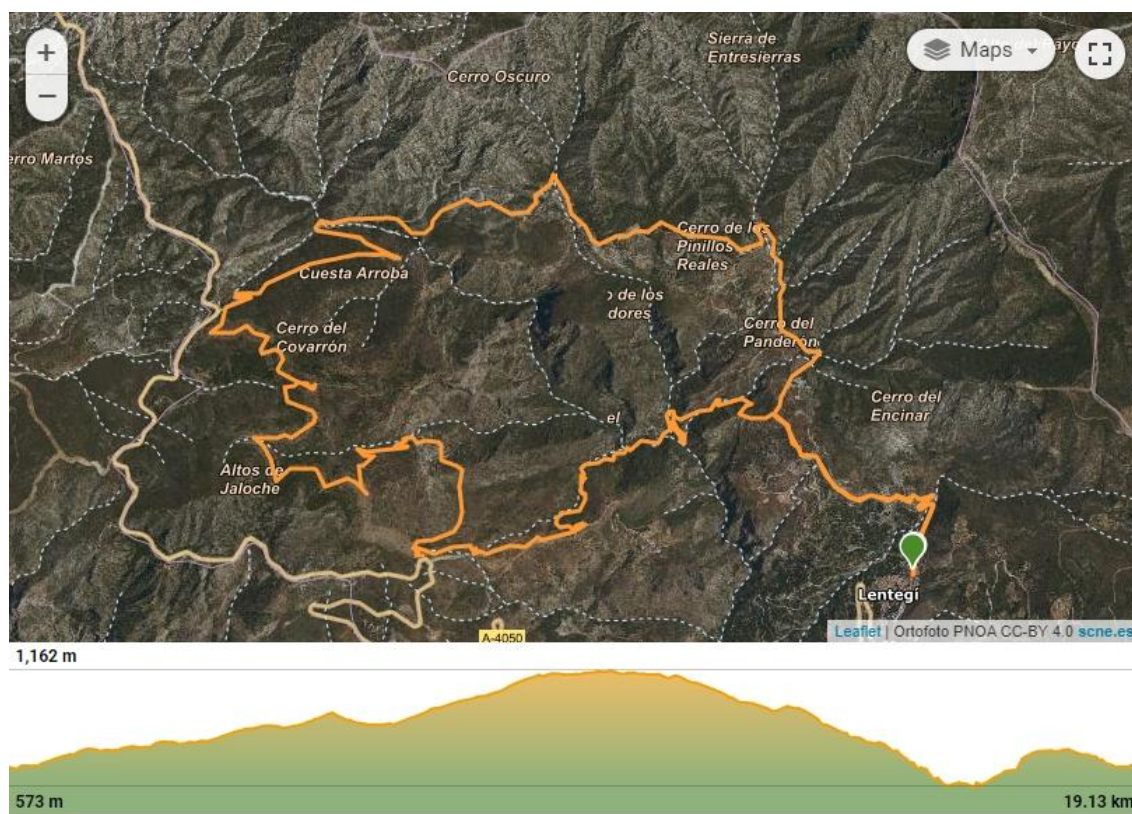 +
−
Sierra de
Entresierras
Maps
Cerro Oscuro
erro Martos
Cerro de los
Pinillos
Reales
Cuesta Arroba
o de los
dores
Cerro del
Covarrón
Cerro del
Panderón
Cerro del
Encinar
el
Altos de
Jaloche
Lentegí
A-4050
Leaflet | Ortofoto PNOA CC-BY 4.0 scne.es
1,162 m
573 m
19.13 km